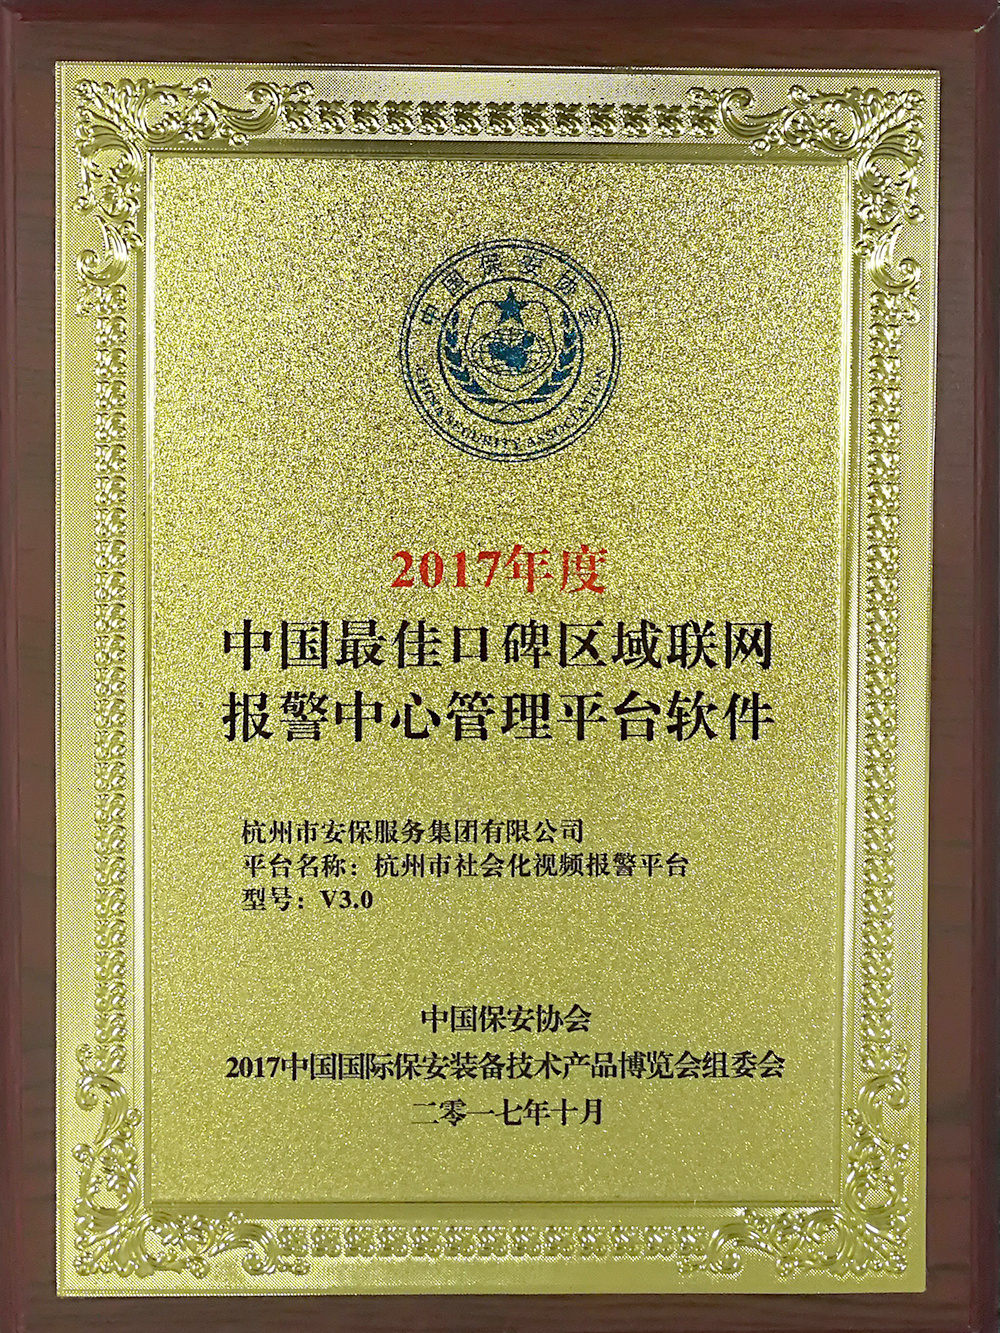 中国保安协会
CHINA SECURITY ASSOCIATION
2017年度
中国最佳口碑区域联网
报警中心管理平台软件
杭州市安保服务集团有限公司
平台名称：杭州市社会化视频报警平台
型号：V3.0
中国保安协会
2017中国国际保安装备技术产品博览会组委会
二零一七年十月